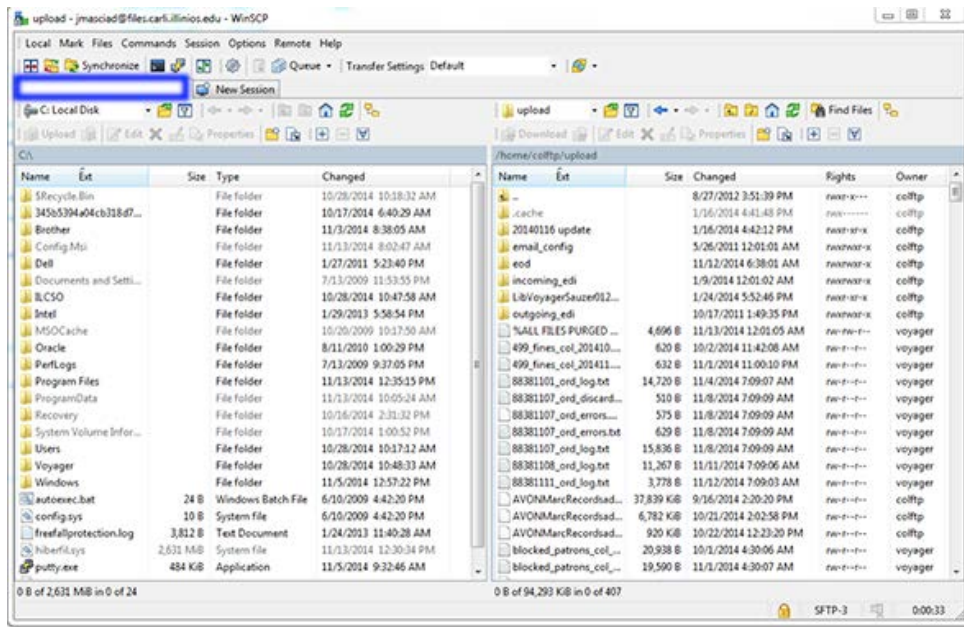 upload - jmasciad@files.carli.illinios.edu - WinSCP
Local Mark Files Commands Session Options Remote Help
Synchronize Queue Transfer Settings Default
New Session
C: Local Disk upload Find Files
Upload Edit Properties Download Edit Properties
C:\ /home/colftp/upload
Name Ext Size Type Changed Name Ext Size Changed Rights Owner
$Recycle.Bin File folder 10/28/2014 10:18:32 AM .. 8/27/2012 3:51:39 PM rwxr-x--- colftp
345b5394a04cb318d7... File folder 10/17/2014 6:40:29 AM .cache 1/16/2014 4:41:48 PM rwx------ colftp
Brother File folder 11/3/2014 8:38:05 AM 20140116 update 1/16/2014 4:42:12 PM rwxr-xr-x colftp
Config.Msi File folder 11/13/2014 8:02:47 AM email_config 5/26/2011 12:01:01 AM rwxrwxr-x colftp
Dell File folder 1/27/2011 5:23:40 PM eod 11/12/2014 6:38:01 AM rwxrwxr-x colftp
Documents and Setti... File folder 7/13/2009 11:53:55 PM incoming_edi 1/9/2014 12:01:02 AM rwxrwxr-x colftp
ILCSO File folder 10/28/2014 10:47:58 AM LibVoyagerSauzer012... 1/24/2014 5:52:46 PM rwxr-xr-x colftp
Intel File folder 1/29/2013 5:58:54 PM outgoing_edi 10/17/2011 1:49:35 PM rwxrwxr-x colftp
MSOCache File folder 10/20/2009 10:17:50 AM %ALL FILES PURGED ... 4,696 B 11/13/2014 12:01:05 AM rw-rw-r-- voyager
Oracle File folder 8/11/2010 1:00:29 PM 499_fines_col_201410.... 620 B 10/2/2014 11:42:08 AM rw-r--r-- voyager
PerfLogs File folder 7/13/2009 9:37:05 PM 499_fines_col_201411.... 632 B 11/1/2014 11:00:10 PM rw-r--r-- voyager
Program Files File folder 11/13/2014 12:35:15 PM 88381101_ord_log.txt 14,720 B 11/4/2014 7:09:07 AM rw-r--r-- voyager
ProgramData File folder 11/13/2014 10:05:24 AM 88381107_ord_discard... 510 B 11/8/2014 7:09:09 AM rw-r--r-- voyager
Recovery File folder 10/16/2014 2:31:32 PM 88381107_ord_errors.... 575 B 11/8/2014 7:09:09 AM rw-r--r-- voyager
System Volume Infor... File folder 10/17/2014 1:00:52 PM 88381107_ord_errors.txt 629 B 11/8/2014 7:09:09 AM rw-r--r-- voyager
Users File folder 10/28/2014 10:17:12 AM 88381107_ord_log.txt 15,836 B 11/8/2014 7:09:09 AM rw-r--r-- voyager
Voyager File folder 10/28/2014 10:48:33 AM 88381108_ord_log.txt 11,267 B 11/11/2014 7:09:06 AM rw-r--r-- voyager
Windows File folder 11/5/2014 12:57:22 PM 88381111_ord_log.txt 3,778 B 11/12/2014 7:09:03 AM rw-r--r-- voyager
autoexec.bat 24 B Windows Batch File 6/10/2009 4:42:20 PM AVONMarcRecordsad... 37,839 KiB 9/16/2014 2:20:20 PM rw-r--r-- colftp
config.sys 10 B System file 6/10/2009 4:42:20 PM AVONMarcRecordsad... 6,782 KiB 10/21/2014 2:02:58 PM rw-r--r-- colftp
freefallprotection.log 3,812 B Text Document 1/24/2013 11:40:28 AM AVONMarcRecordsad... 920 KiB 10/22/2014 12:23:20 PM rw-r--r-- colftp
hiberfil.sys 2,631 MiB System file 11/13/2014 12:30:34 PM blocked_patrons_col_... 20,938 B 10/1/2014 4:30:06 AM rw-r--r-- voyager
putty.exe 484 KiB Application 11/5/2014 9:32:46 AM blocked_patrons_col_... 19,590 B 11/1/2014 4:30:07 AM rw-r--r-- voyager
0 B of 2,631 MiB in 0 of 24 0 B of 94,293 KiB in 0 of 407
SFTP-3 0:00:33